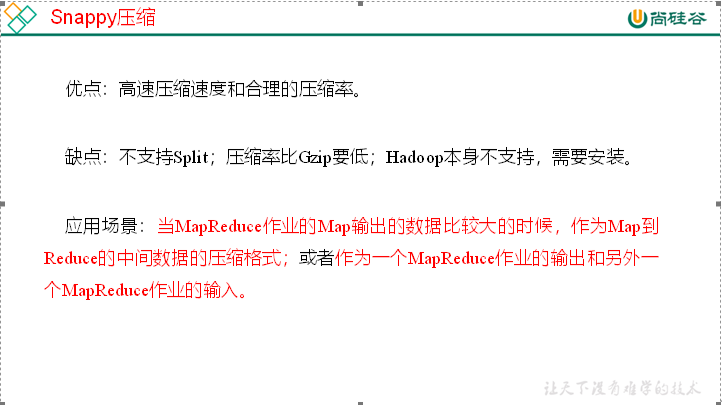 Snappy压缩
尚硅谷
优点：高速压缩速度和合理的压缩率。
缺点：不支持Split；压缩率比Gzip要低；Hadoop本身不支持，需要安装。
应用场景：当MapReduce作业的Map输出的数据比较大的时候，作为Map到
Reduce的中间数据的压缩格式；或者作为一个MapReduce作业的输出和另外一
个MapReduce作业的输入。
让天下没有难学的技术